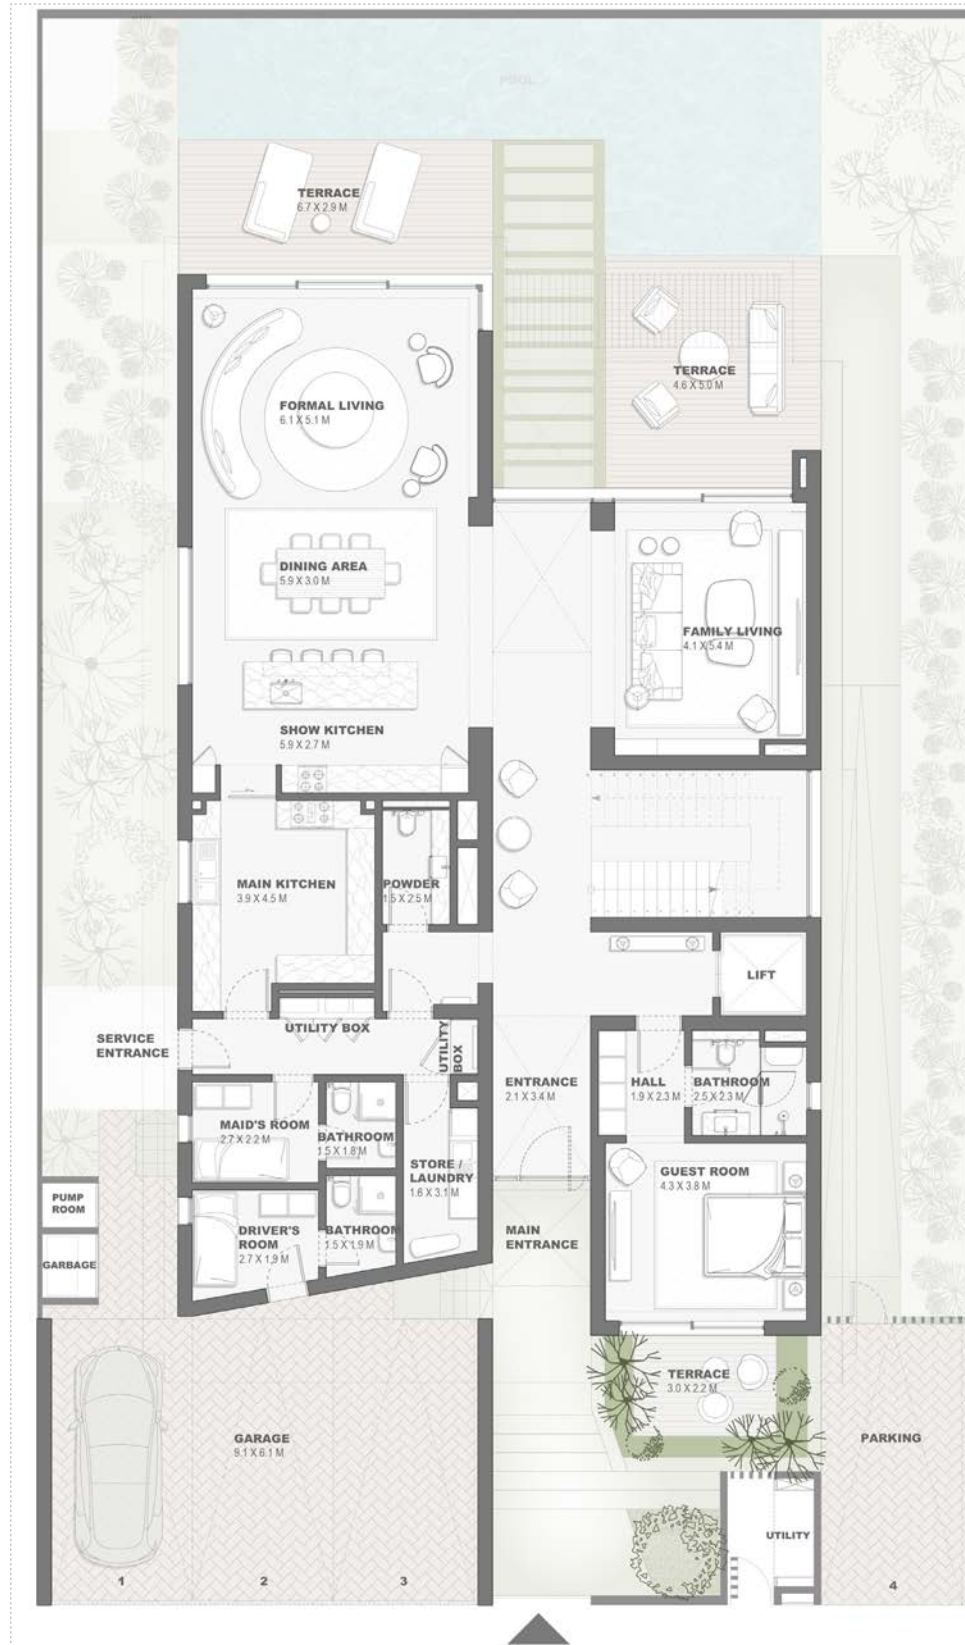 POOL
TERRACE
6.7 X 2.9 M
TERRACE
4.6 X 5.0 M
FORMAL LIVING
6.1 X 5.1 M
DINING AREA
5.9 X 3.0 M
FAMILY LIVING
4.1 X 5.4 M
SHOW KITCHEN
5.9 X 2.7 M
MAIN KITCHEN
3.9 X 4.5 M
POWDER
1.5 X 2.5 M
LIFT
SERVICE
ENTRANCE
UTILITY BOX
UTILITY
BOX
ENTRANCE
2.1 X 3.4 M
HALL
1.9 X 2.3 M
BATHROOM
2.5 X 2.3 M
MAID'S ROOM
2.7 X 2.2 M
BATHROOM
1.5 X 1.8 M
STORE /
LAUNDRY
1.6 X 3.1 M
GUEST ROOM
4.3 X 3.8 M
PUMP
ROOM
GARBAGE
DRIVER'S
ROOM
2.7 X 1.9 M
BATHROOM
1.5 X 1.9 M
MAIN
ENTRANCE
TERRACE
3.0 X 2.2 M
GARAGE
9.1 X 6.1 M
PARKING
UTILITY
1
2
3
4